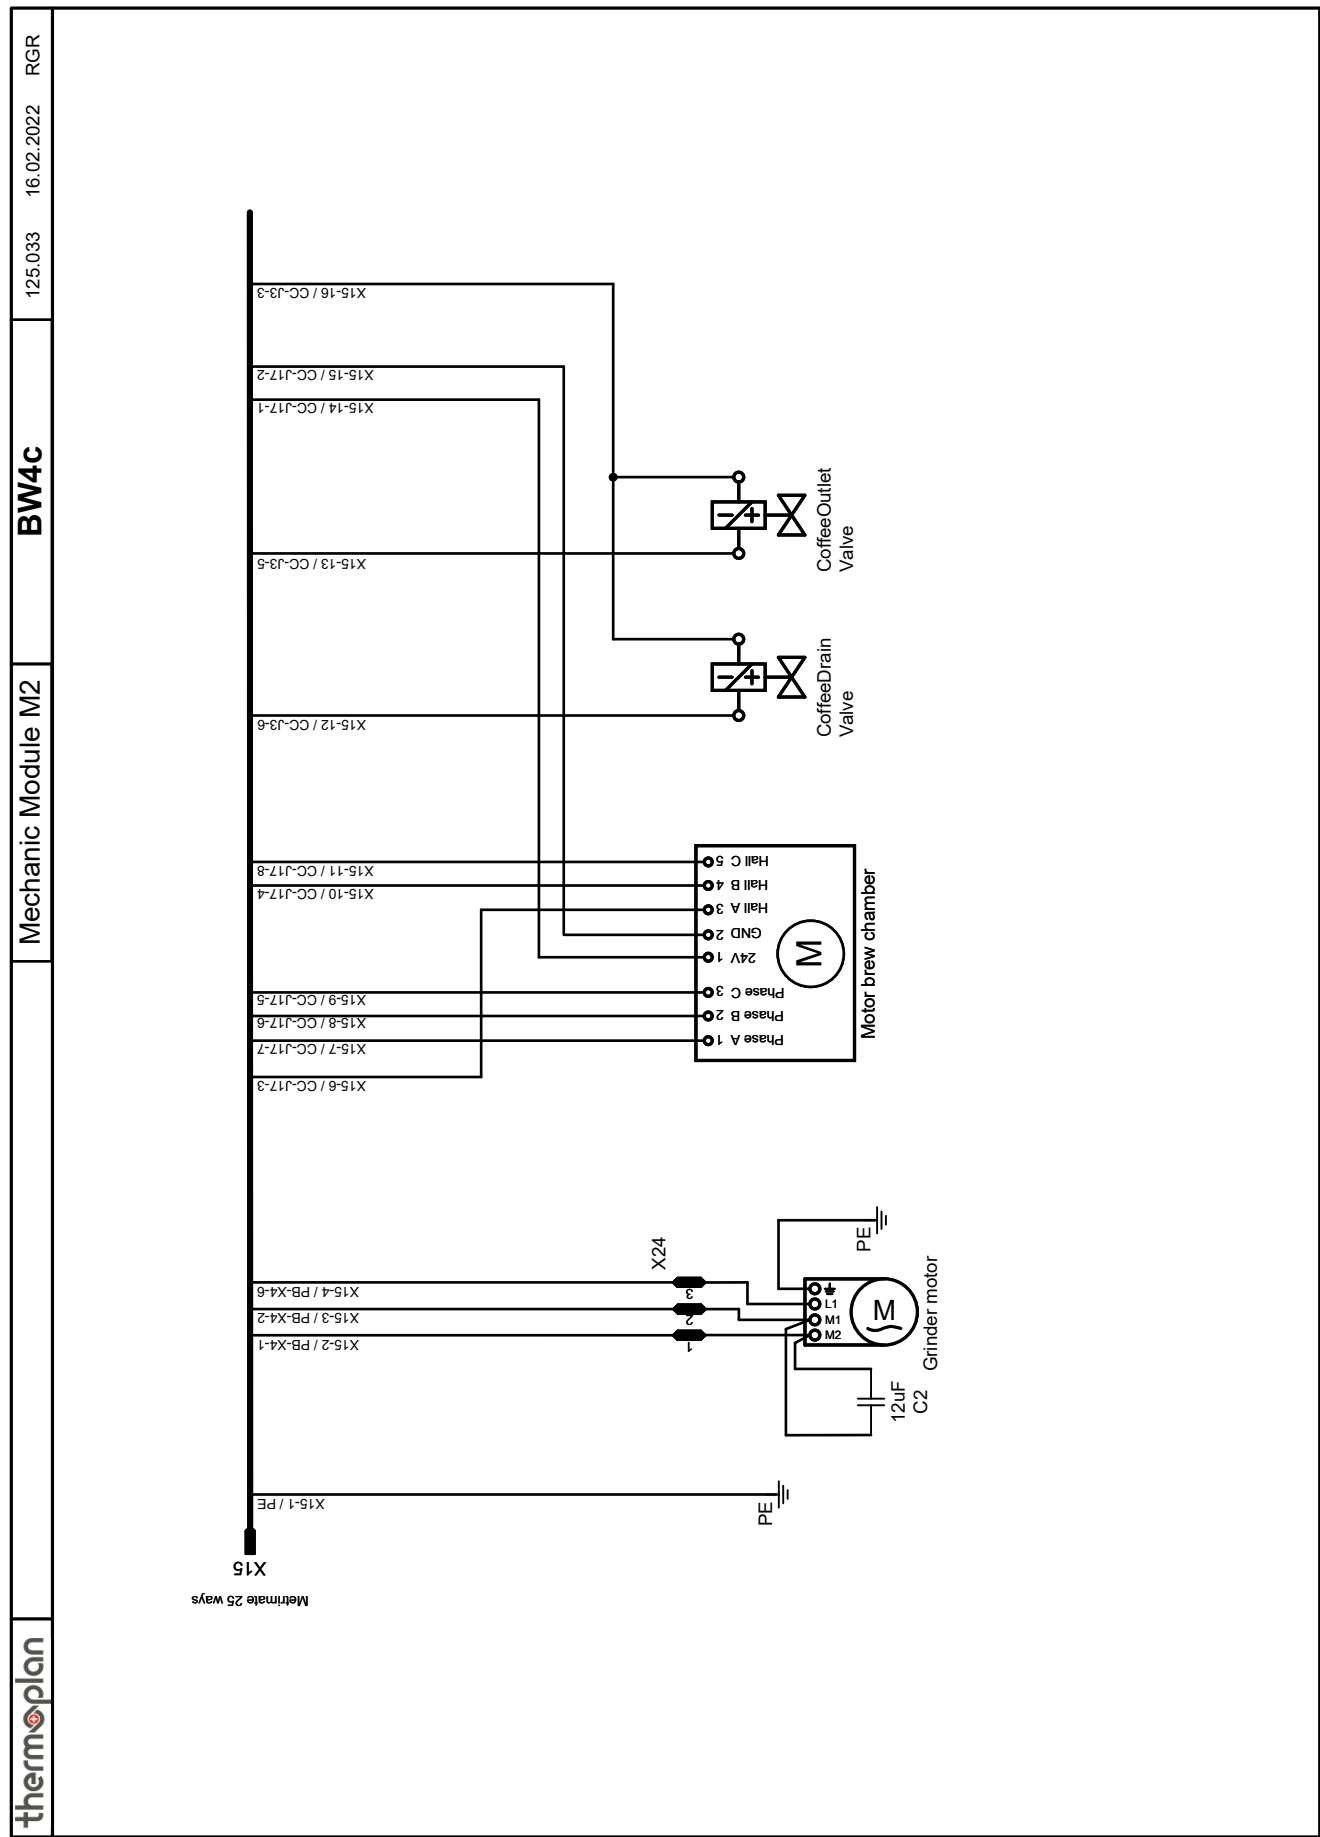 thermoplan
Mechanic Module M2
BW4c
125.033
16.02.2022
RGR
Metrimate 25 ways
X15
X15-1 / PE
X15-2 / PB-X4-1
X15-3 / PB-X4-2
X15-4 / PB-X4-6
X15-6 / CC-J17-3
X15-7 / CC-J17-7
X15-8 / CC-J17-6
X15-9 / CC-J17-5
X15-10 / CC-J17-4
X15-11 / CC-J17-8
X15-12 / CC-J3-6
X15-13 / CC-J3-5
X15-14 / CC-J17-1
X15-15 / CC-J17-2
X15-16 / CC-J3-3
X24
1
2
3
PE
PE
M2
M1
L1
M
Grinder motor
12uF
C2
Phase A 1
Phase B 2
Phase C 3
24V 1
GND 2
Hall A 3
Hall B 4
Hall C 5
M
Motor brew chamber
CoffeeDrain
Valve
CoffeeOutlet
Valve